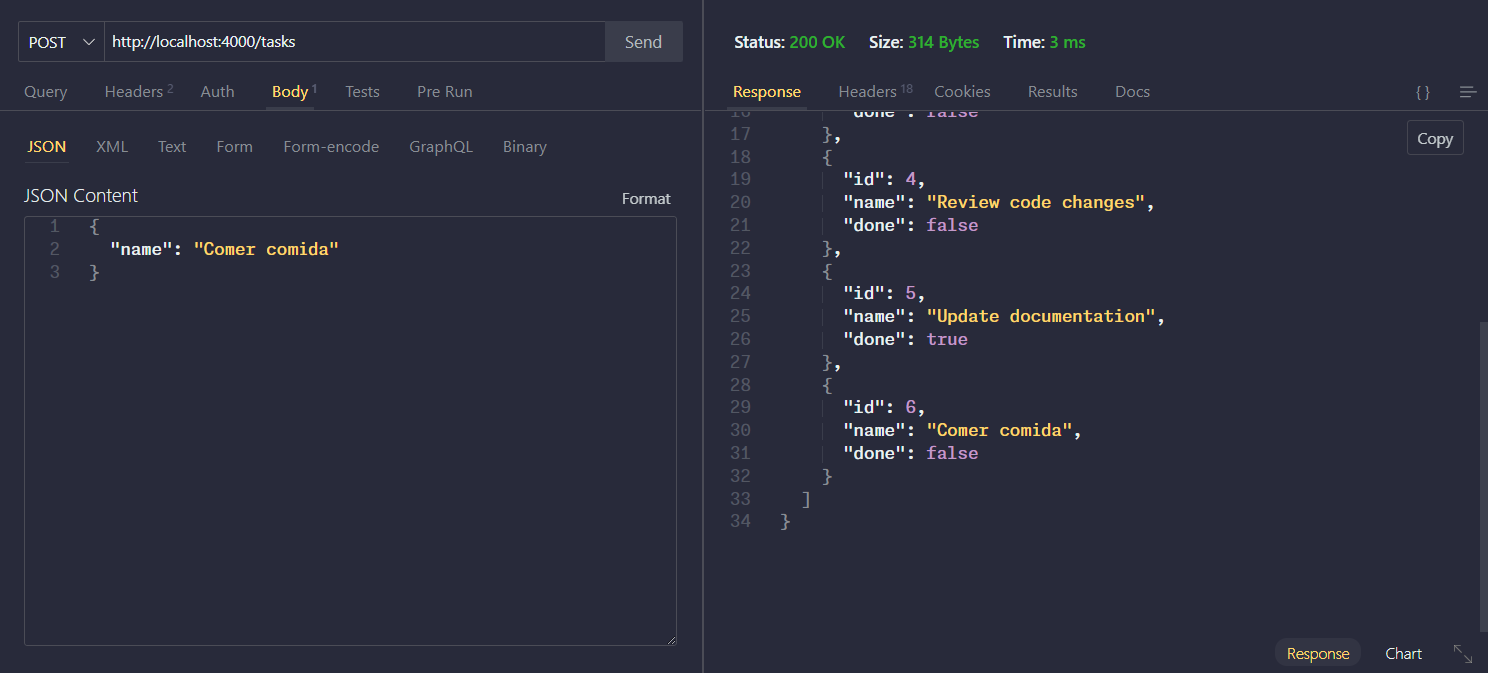 POST http://localhost:4000/tasks Send
Query Headers 2 Auth Body 1 Tests Pre Run
JSON XML Text Form Form-encode GraphQL Binary
JSON Content Format
1 {
2 "name": "Comer comida"
3 }
Status: 200 OK Size: 314 Bytes Time: 3 ms
Response Headers 18 Cookies Results Docs { }
Copy
16 "done": false
17 },
18 {
19 "id": 4,
20 "name": "Review code changes",
21 "done": false
22 },
23 {
24 "id": 5,
25 "name": "Update documentation",
26 "done": true
27 },
28 {
29 "id": 6,
30 "name": "Comer comida",
31 "done": false
32 }
33 ]
34 }
Response Chart